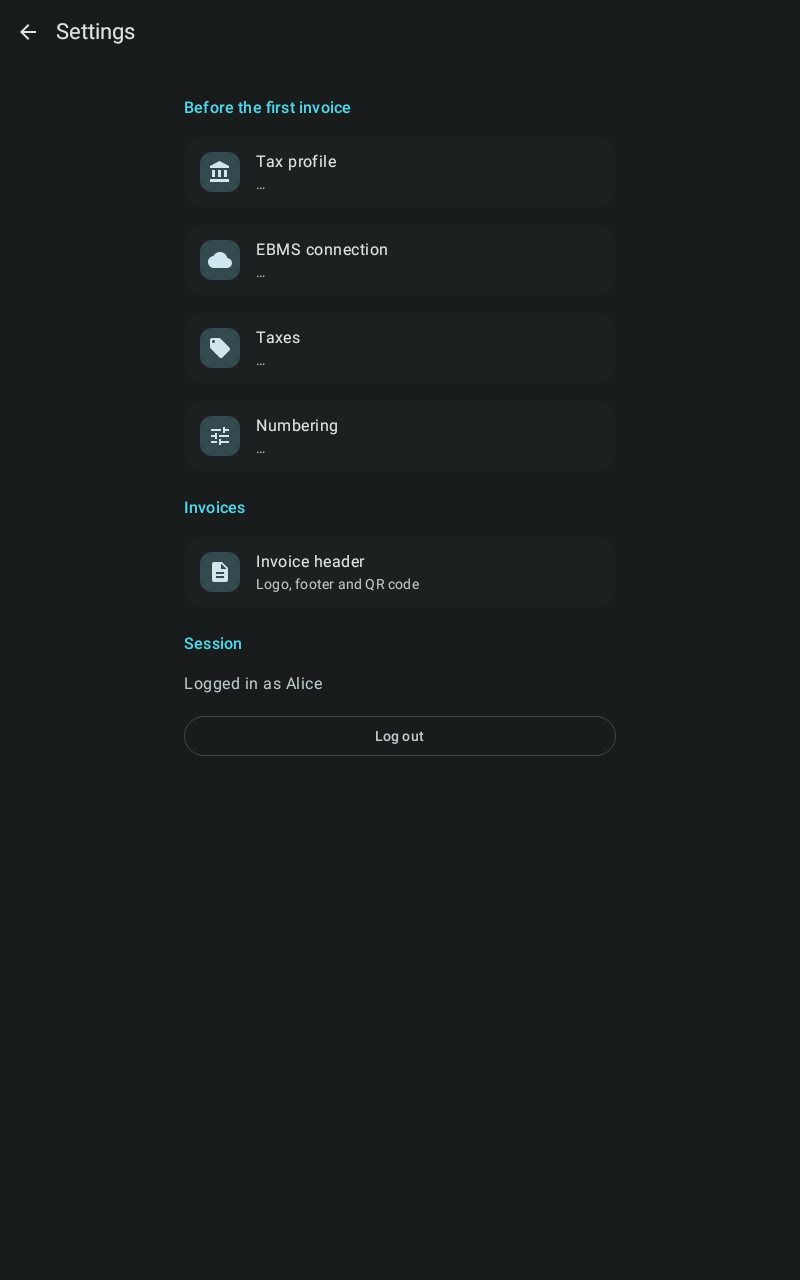 Settings
Before the first invoice
Tax profile
…
EBMS connection
…
Taxes
…
Numbering
…
Invoices
Invoice header
Logo, footer and QR code
Session
Logged in as Alice
Log out